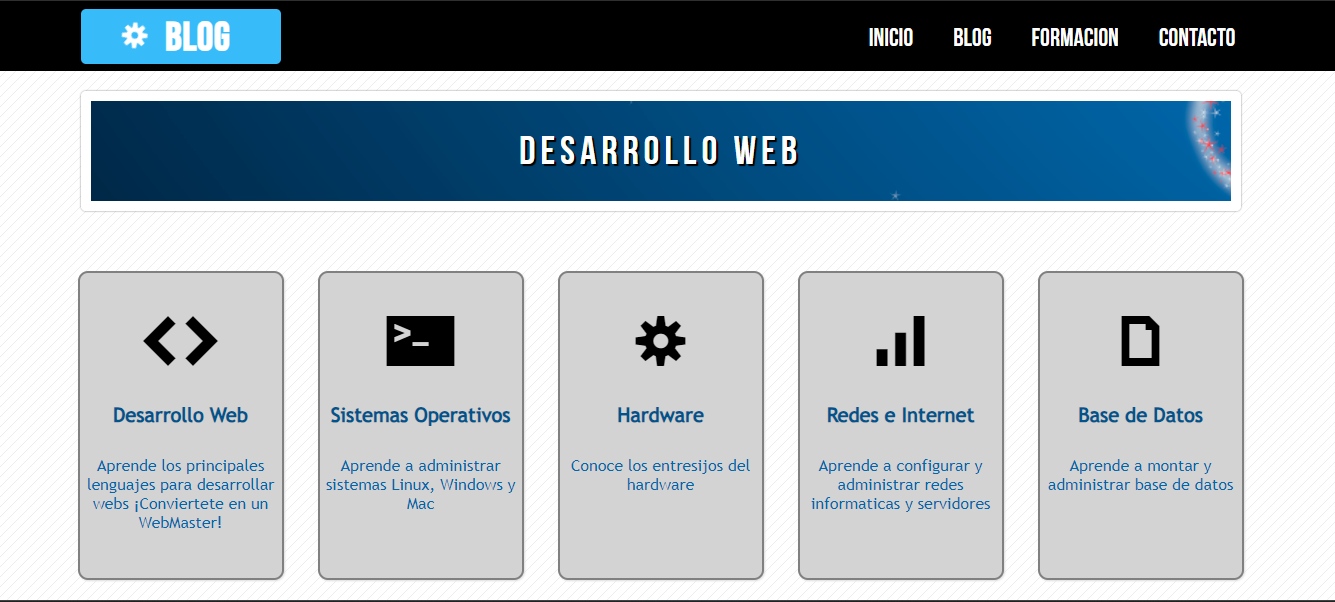 BLOG
INICIO BLOG FORMACION CONTACTO
DESARROLLO WEB
>_
Desarrollo Web
Aprende los principales
lenguajes para desarrollar
webs ¡Conviertete en un
WebMaster!
Sistemas Operativos
Aprende a administrar
sistemas Linux, Windows y
Mac
Hardware
Conoce los entresijos del
hardware
Redes e Internet
Aprende a configurar y
administrar redes
informaticas y servidores
Base de Datos
Aprende a montar y
administrar base de datos